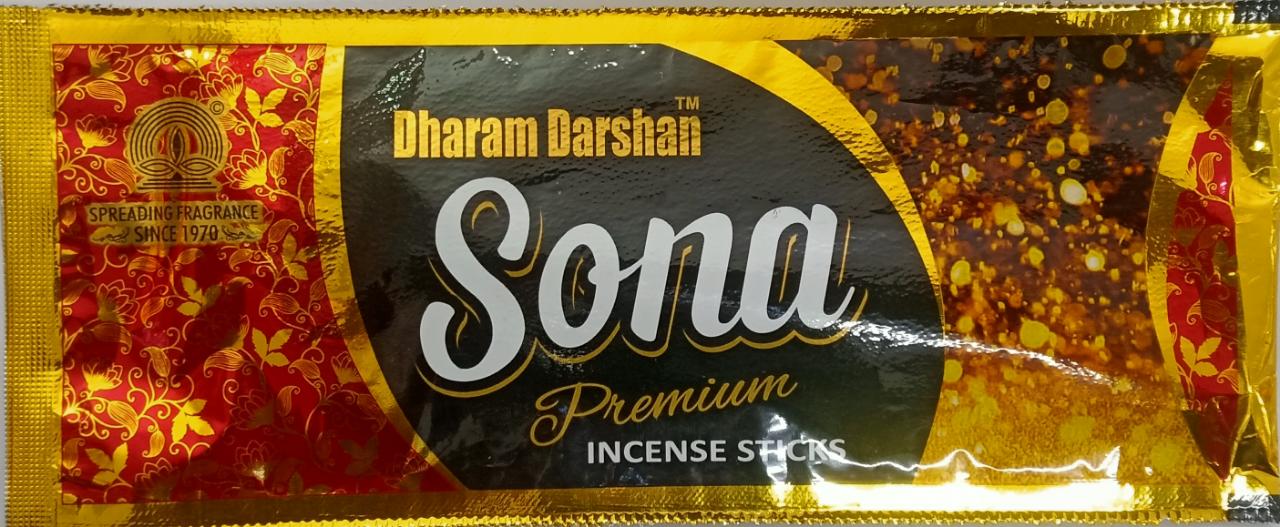 SPREADING FRAGRANCE
SINCE 1970
©
Dharam Darshan™
Sona
Premium
INCENSE STICKS